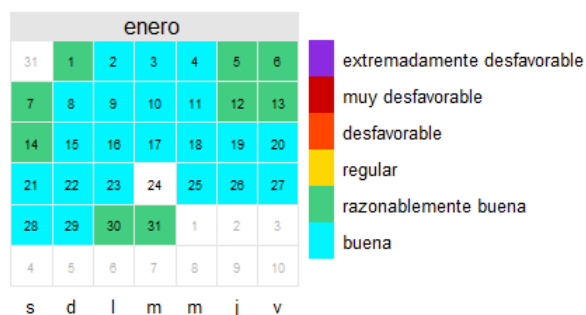 enero
31 1 2 3 4 5 6
7 8 9 10 11 12 13
14 15 16 17 18 19 20
21 22 23 24 25 26 27
28 29 30 31 1 2 3
4 5 6 7 8 9 10
s d l m m j v
extremadamente desfavorable
muy desfavorable
desfavorable
regular
razonablemente buena
buena